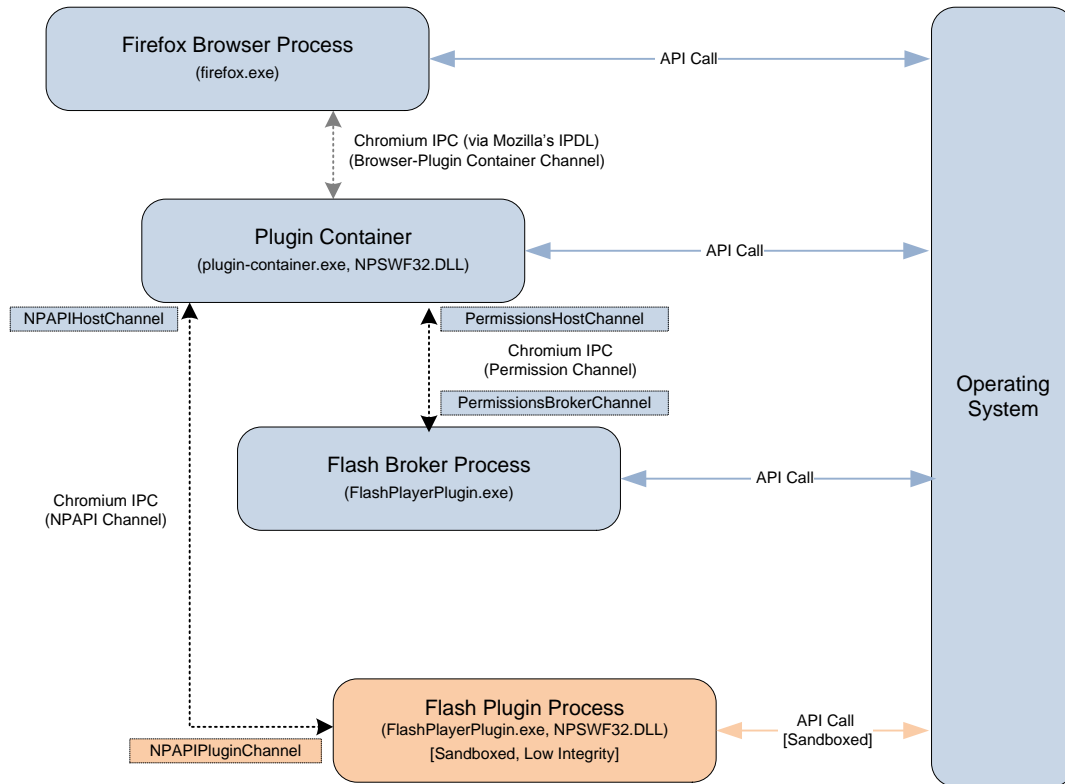 Firefox Browser Process
(firefox.exe)
API Call
Chromium IPC (via Mozilla's IPDL)
(Browser-Plugin Container Channel)
Plugin Container
(plugin-container.exe, NPSWF32.DLL)
API Call
NPAPIHostChannel
PermissionsHostChannel
Chromium IPC
(Permission Channel)
PermissionsBrokerChannel
Operating
System
Flash Broker Process
(FlashPlayerPlugin.exe)
API Call
Chromium IPC
(NPAPI Channel)
Flash Plugin Process
(FlashPlayerPlugin.exe, NPSWF32.DLL)
[Sandboxed, Low Integrity]
API Call
[Sandboxed]
NPAPIPluginChannel